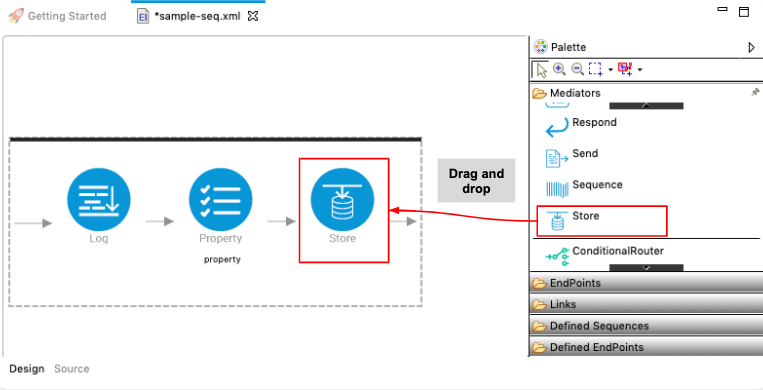 Getting Started
EI
*sample-seq.xml
Palette
Mediators
Respond
Send
Sequence
Store
ConditionalRouter
EndPoints
Links
Defined Sequences
Defined EndPoints
Drag and
drop
Log
Property
Store
property
Design
Source